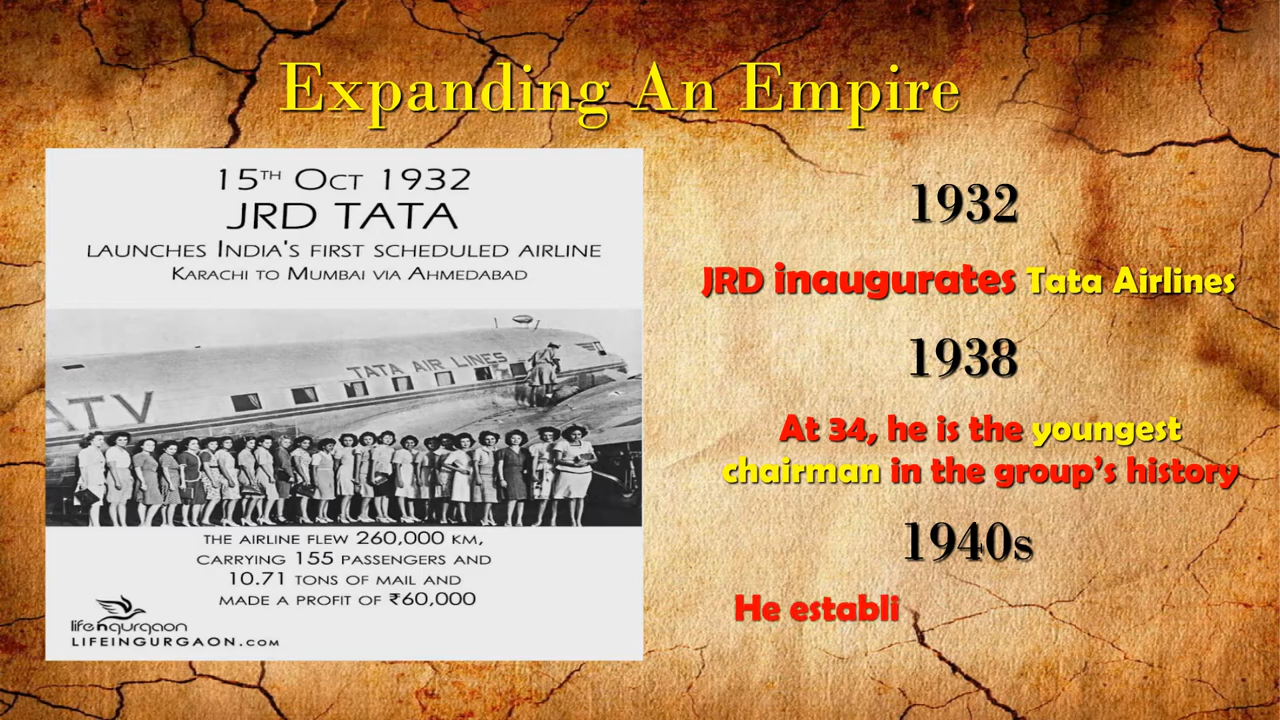 Expanding An Empire
15TH OCT 1932
JRD TATA
LAUNCHES INDIA'S FIRST SCHEDULED AIRLINE
KARACHI TO MUMBAI VIA AHMEDABAD
ATV
TATA AIR LINES
THE AIRLINE FLEW 260,000 KM,
CARRYING 155 PASSENGERS AND
10.71 TONS OF MAIL AND
MADE A PROFIT OF ₹60,000
lifengurgaon
LIFEINGURGAON.COM
1932
JRD inaugurates Tata Airlines
1938
At 34, he is the youngest
chairman in the group’s history
1940s
He establi